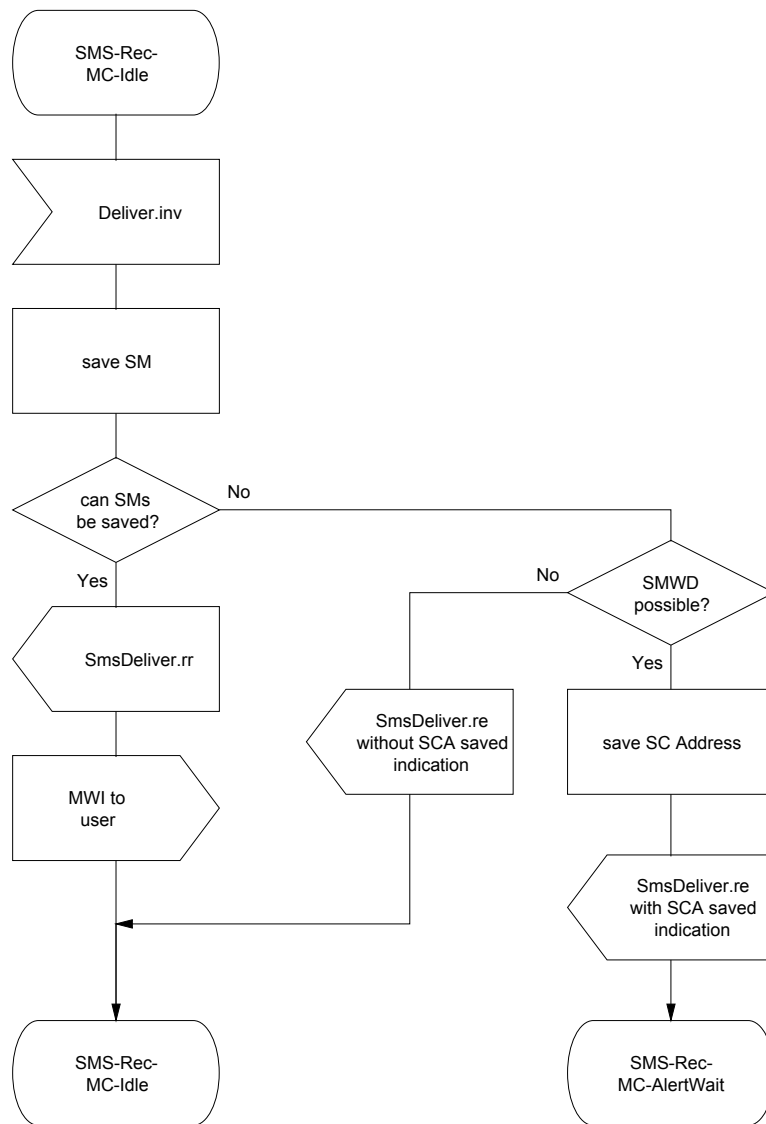 SMS-Rec-
MC-Idle
Deliver.inv
save SM
can SMs
be saved?
No
Yes
SMWD
possible?
No
Yes
SmsDeliver.rr
SmsDeliver.re
without SCA saved
indication
save SC Address
MWI to
user
SmsDeliver.re
with SCA saved
indication
SMS-Rec-
MC-Idle
SMS-Rec-
MC-AlertWait